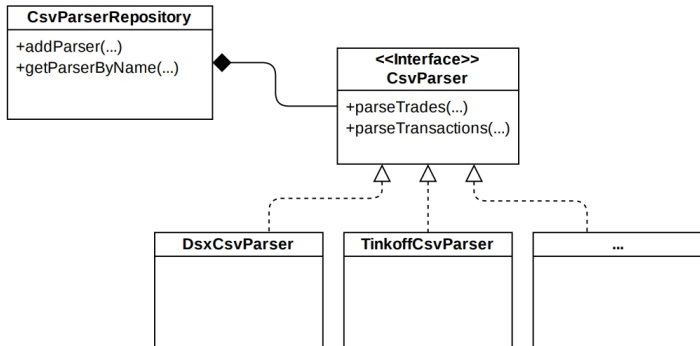 CsvParserRepository
+addParser(...)
+getParserByName(...)
<<Interface>>
CsvParser
+parseTrades(...)
+parseTransactions(...)
DsxCsvParser
TinkoffCsvParser
...